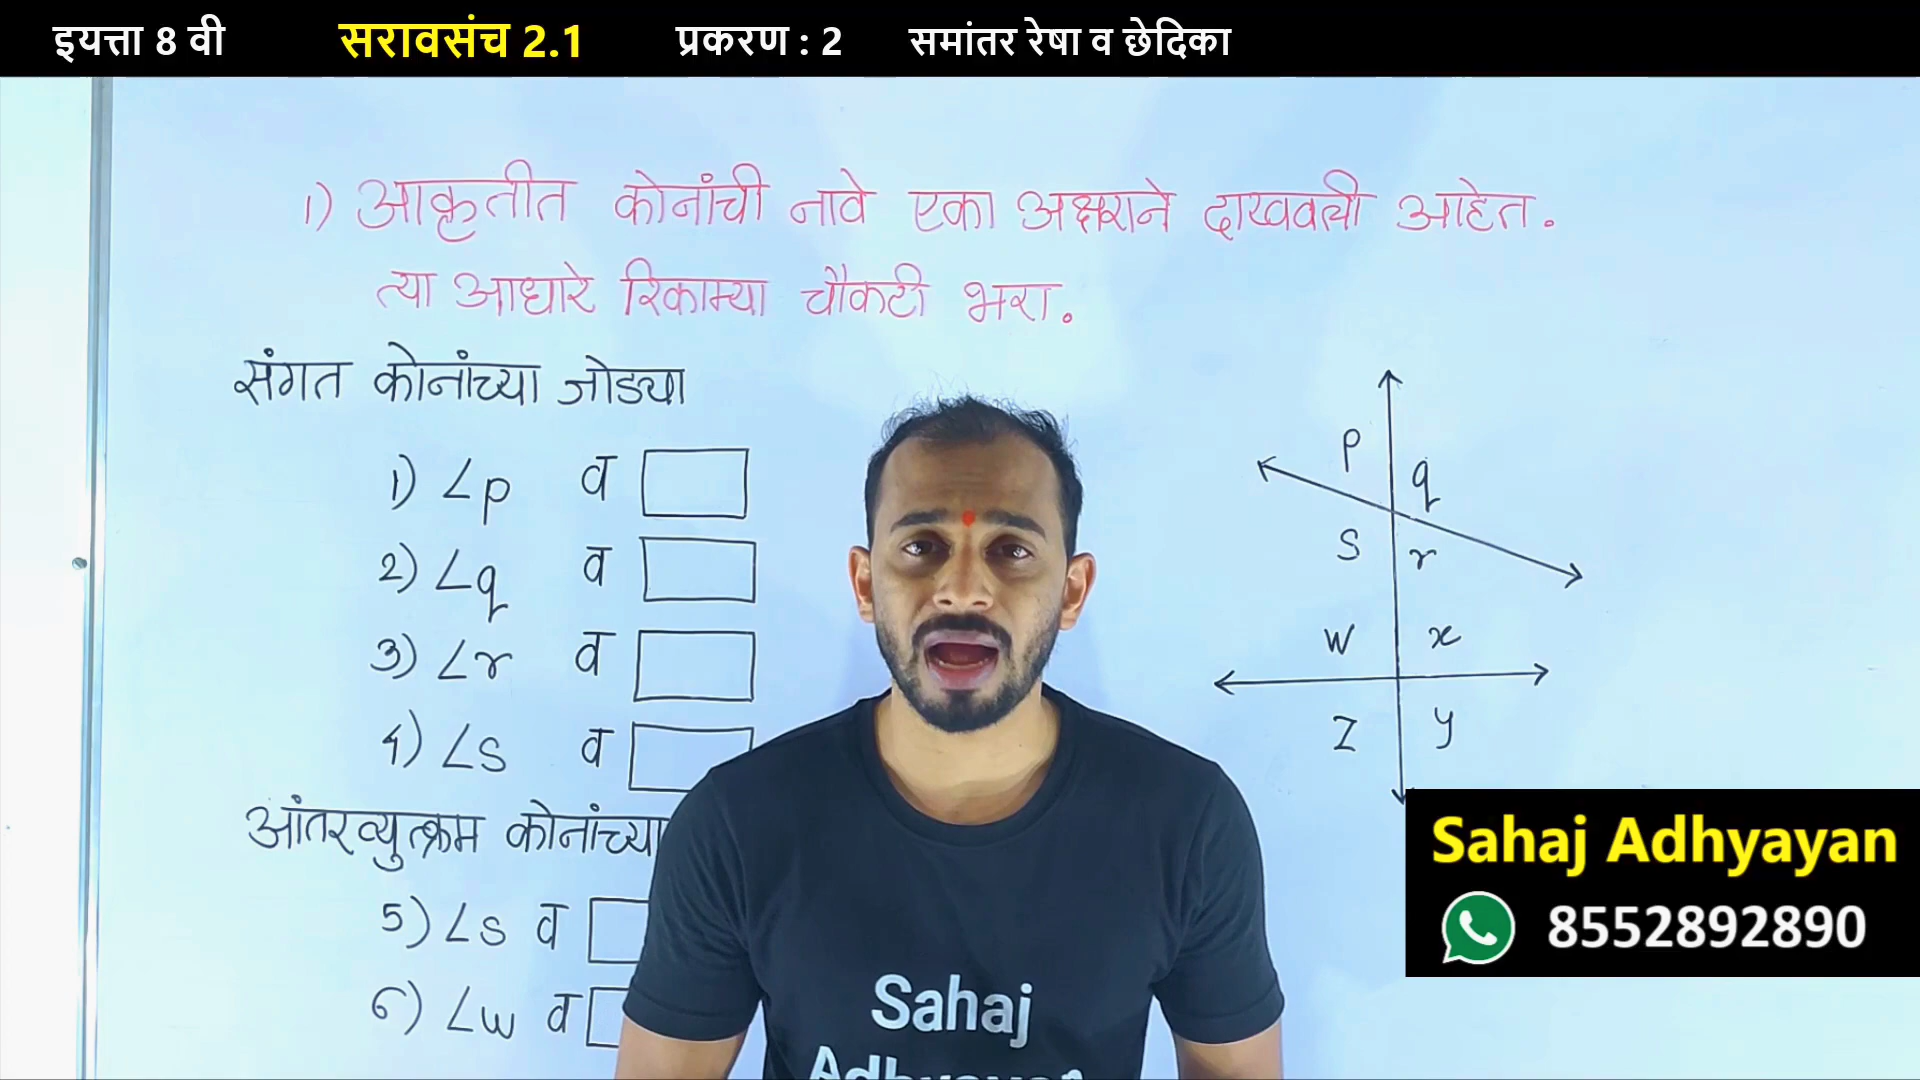 इयत्ता 8 वी सरावसंच 2.1 प्रकरण : 2 समांतर रेषा व छेदिका
1) आकृतीत कोनांची नावे एका अक्षराने दाखवली आहेत.
त्या आधारे रिकाम्या चौकटी भरा.
संगत कोनांच्या जोड्या
1) ∠p व
2) ∠q व
3) ∠r व
4) ∠s व
आंतरव्युत्क्रम कोनांच्या
5) ∠s व
6) ∠w व
p q
s r
w x
z y
Sahaj
Adhyayan
Sahaj Adhyayan
8552892890